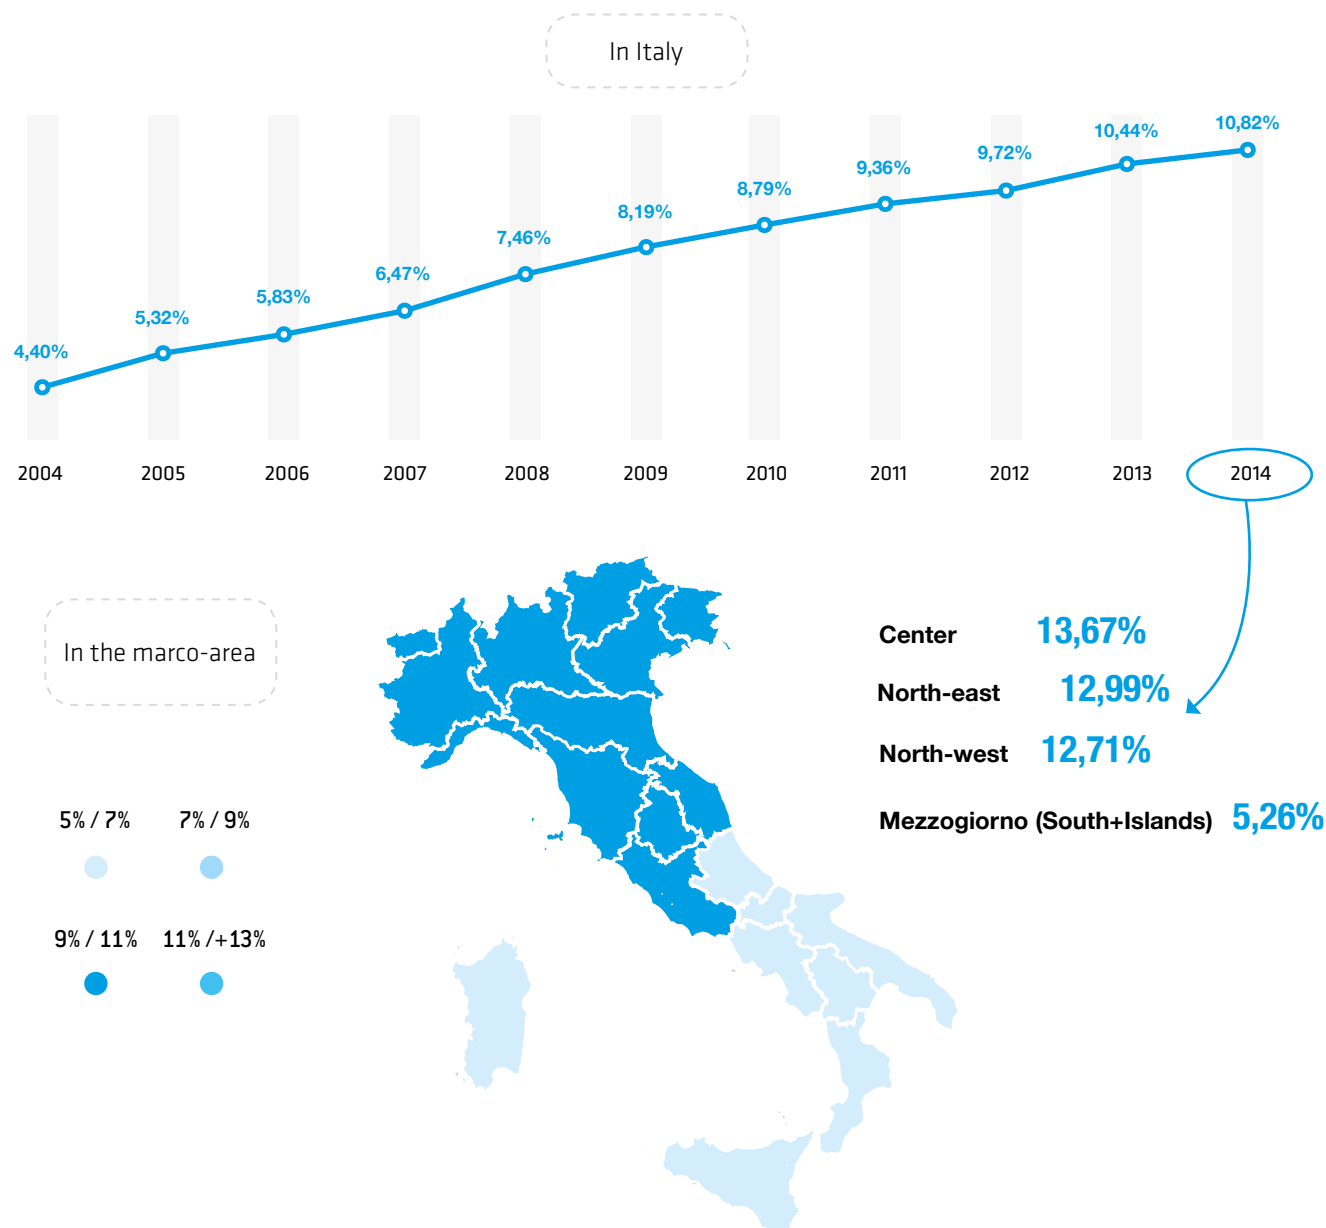 In Italy
4,40%
5,32%
5,83%
6,47%
7,46%
8,19%
8,79%
9,36%
9,72%
10,44%
10,82%
2004 2005 2006 2007 2008 2009 2010 2011 2012 2013 2014
In the marco-area
5% / 7% 7% / 9%
9% / 11% 11% /+13%
Center 13,67%
North-east 12,99%
North-west 12,71%
Mezzogiorno (South+Islands) 5,26%